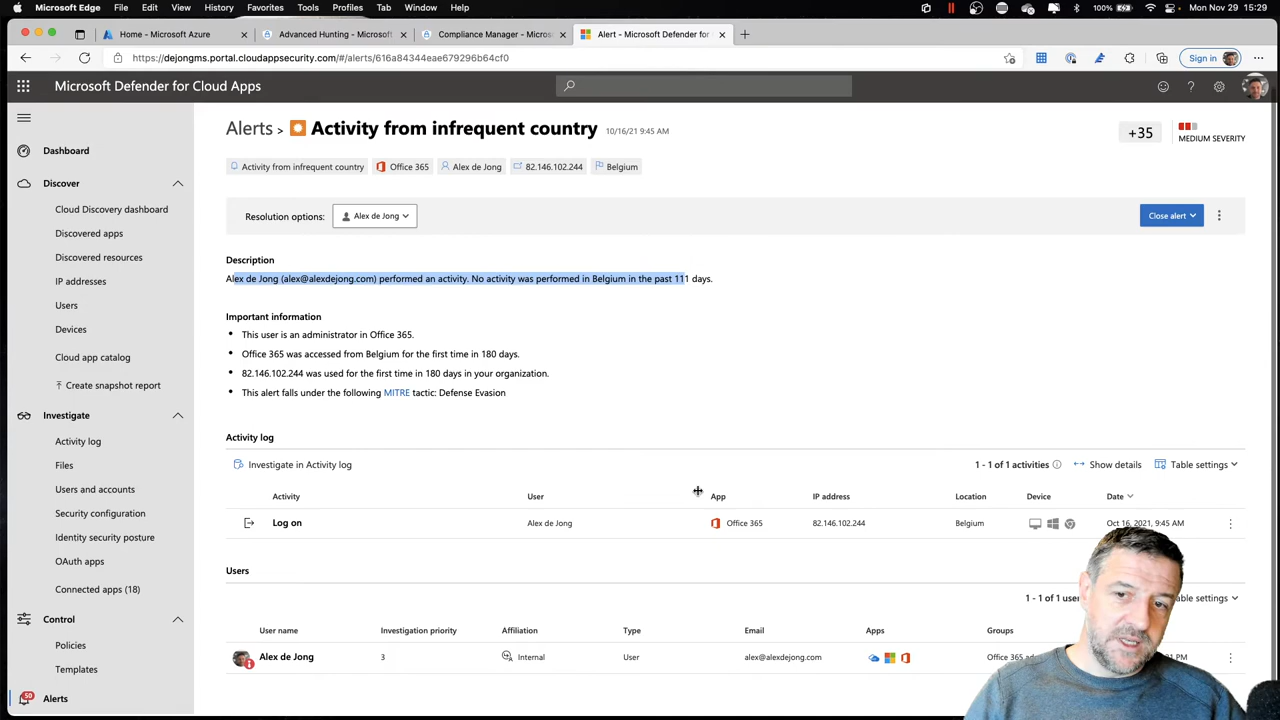 Microsoft Edge File Edit View History Favorites Tools Profiles Tab Window Help 100% Mon Nov 29 15:29
Home - Microsoft Azure
Advanced Hunting - Microsoft
Compliance Manager - Micros
Alert - Microsoft Defender for
https://dejongms.portal.cloudappsecurity.com/#/alerts/616a84344eae679296b64cf0
Sign in
Microsoft Defender for Cloud Apps
Dashboard
Discover
Cloud Discovery dashboard
Discovered apps
Discovered resources
IP addresses
Users
Devices
Cloud app catalog
Create snapshot report
Investigate
Activity log
Files
Users and accounts
Security configuration
Identity security posture
OAuth apps
Connected apps (18)
Control
Policies
Templates
50
Alerts
Alerts > Activity from infrequent country 10/16/21 9:45 AM
+35
MEDIUM SEVERITY
Activity from infrequent country Office 365 Alex de Jong 82.146.102.244 Belgium
Resolution options: Alex de Jong
Close alert
Description
Alex de Jong (alex@alexdejong.com) performed an activity. No activity was performed in Belgium in the past 111 days.
Important information
• This user is an administrator in Office 365.
• Office 365 was accessed from Belgium for the first time in 180 days.
• 82.146.102.244 was used for the first time in 180 days in your organization.
• This alert falls under the following MITRE tactic: Defense Evasion
Activity log
Investigate in Activity log
1 - 1 of 1 activities Show details Table settings
Activity User App IP address Location Device Date
Log on Alex de Jong Office 365 82.146.102.244 Belgium Oct 16, 2021, 9:45 AM
Users
1 - 1 of 1 settings
User name Investigation priority Affiliation Type Email Apps Groups
Alex de Jong 3 Internal User alex@alexdejong.com Office 365 PM